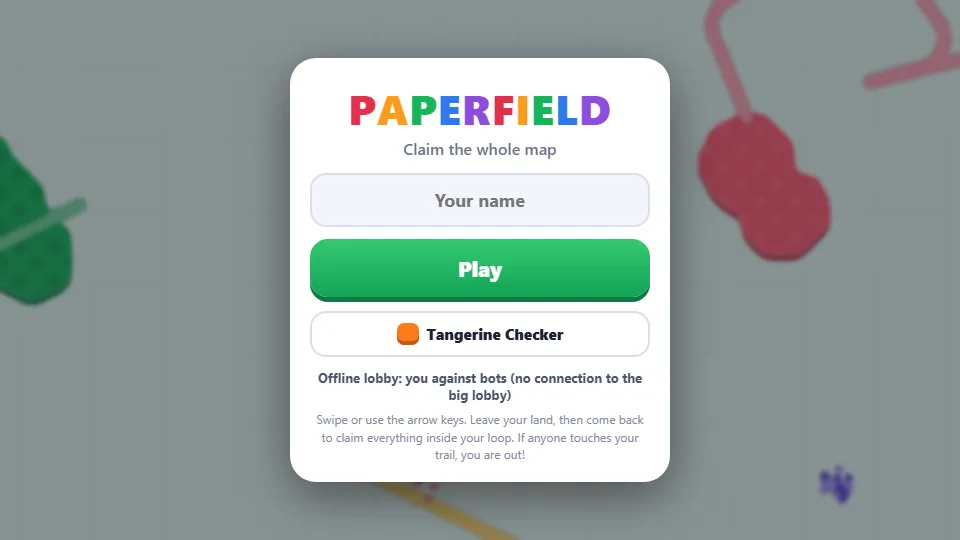 PAPERFIELD
Claim the whole map
Your name
Play
Tangerine Checker
Offline lobby: you against bots (no connection to the
big lobby)
Swipe or use the arrow keys. Leave your land, then come back
to claim everything inside your loop. If anyone touches your
trail, you are out!